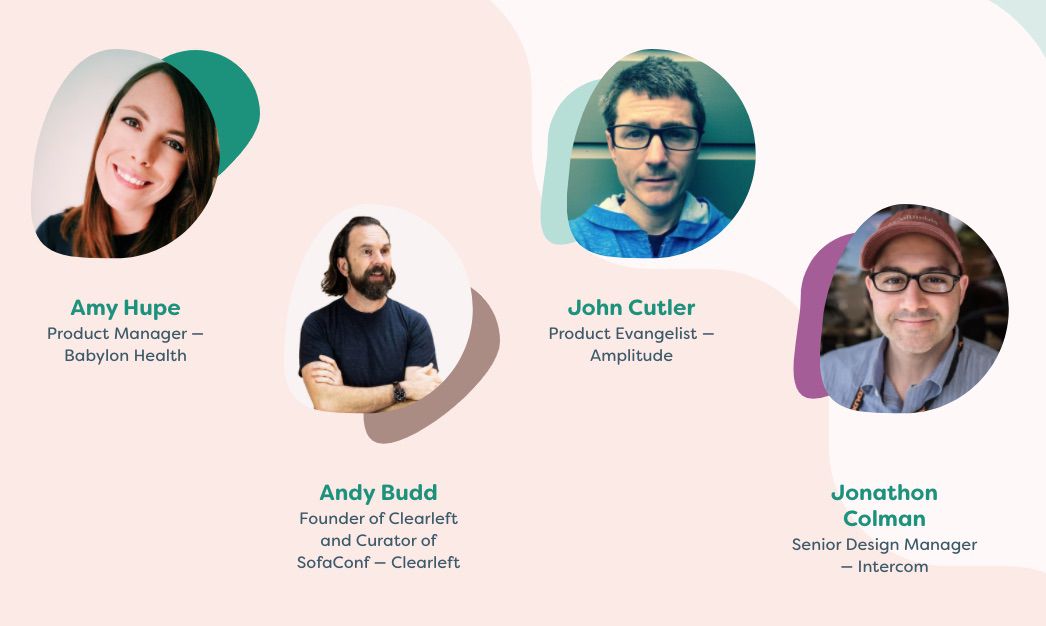 Amy Hupe
Product Manager —
Babylon Health
Andy Budd
Founder of Clearleft
and Curator of
SofaConf — Clearleft
John Cutler
Product Evangelist —
Amplitude
Jonathon
Colman
Senior Design Manager
— Intercom